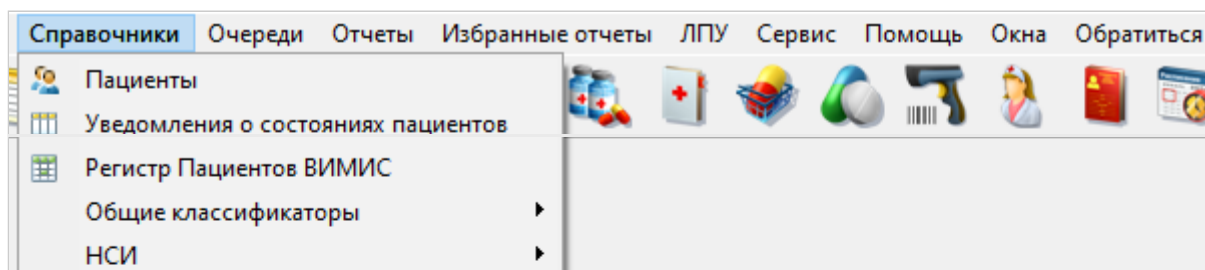 Справочники Очереди Отчеты Избранные отчеты ЛПУ Сервис Помощь Окна Обратиться
Пациенты
Уведомления о состояниях пациентов
Регистр Пациентов ВИМИС
Общие классификаторы
НСИ